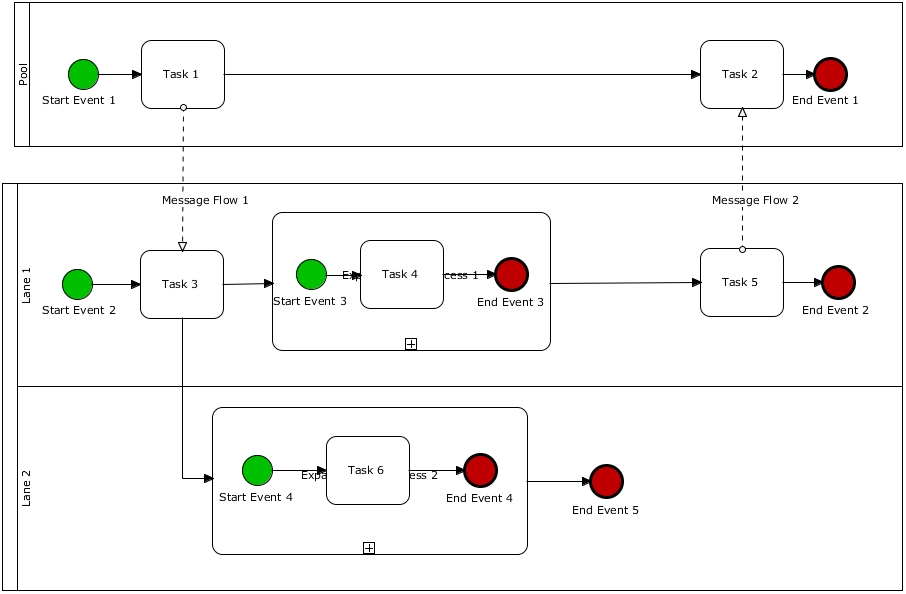 Pool
Start Event 1
Task 1
Task 2
End Event 1
Message Flow 1
Message Flow 2
Lane 1
Start Event 2
Task 3
Start Event 3
Task 4
cess 1
End Event 3
Task 5
End Event 2
Lane 2
Start Event 4
Expa
Task 6
ess 2
End Event 4
End Event 5